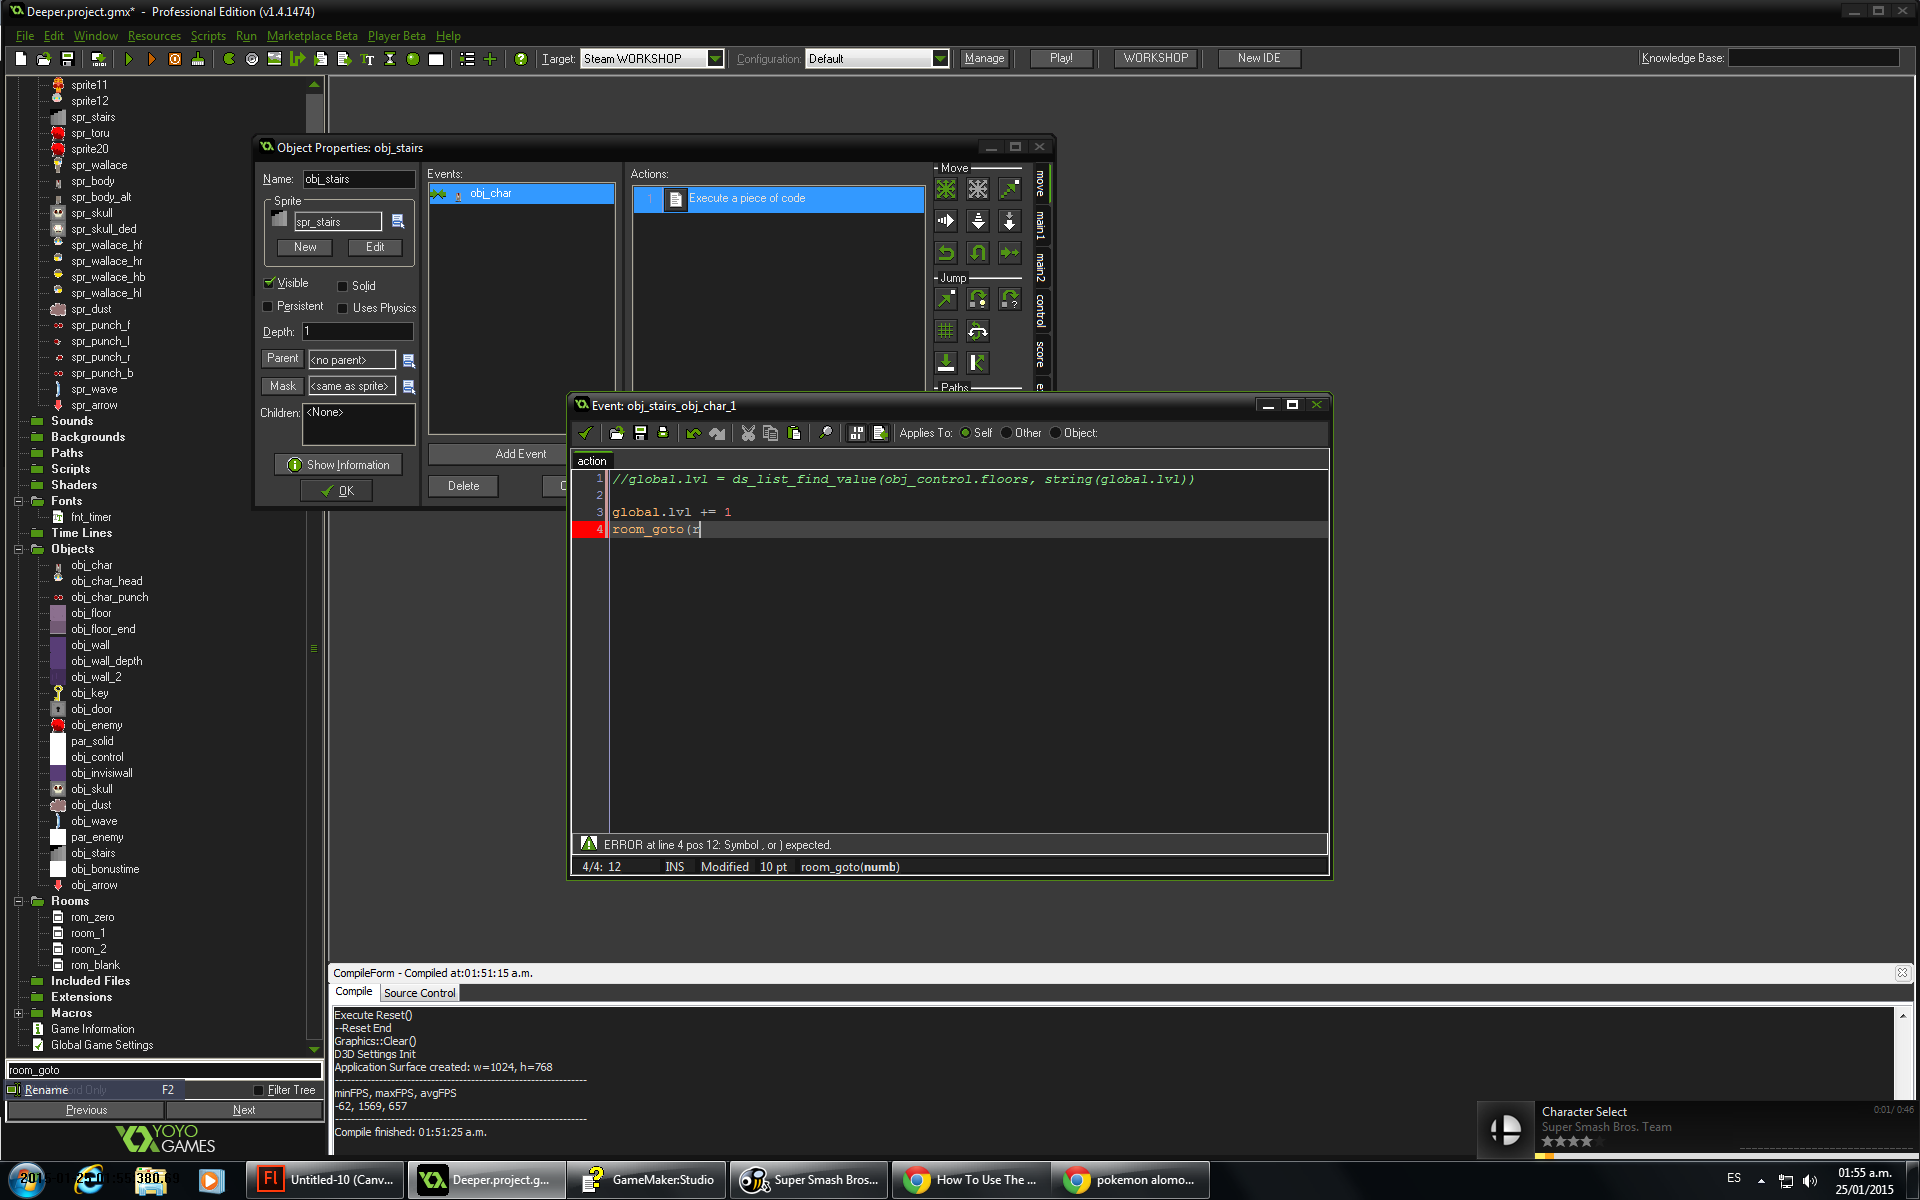 Deeper.project.gmx* - Professional Edition (v1.4.1474)
File Edit Window Resources Scripts Run Marketplace Beta Player Beta Help
Target: Steam WORKSHOP Configuration: Default Manage Play! WORKSHOP New IDE Knowledge Base:
sprite11
sprite12
spr_stairs
spr_toru
sprite20
spr_wallace
spr_body
spr_body_alt
spr_skull
spr_skull_ded
spr_wallace_hf
spr_wallace_hr
spr_wallace_hb
spr_wallace_hl
spr_dust
spr_punch_f
spr_punch_l
spr_punch_r
spr_punch_b
spr_wave
spr_arrow
Sounds
Backgrounds
Paths
Scripts
Shaders
Fonts
fnt_timer
Time Lines
Objects
obj_char
obj_char_head
obj_char_punch
obj_floor
obj_floor_end
obj_wall
obj_wall_depth
obj_wall_2
obj_key
obj_door
obj_enemy
par_solid
obj_control
obj_invisiwall
obj_skull
obj_dust
obj_wave
par_enemy
obj_stairs
obj_bonustime
obj_arrow
Rooms
rom_zero
room_1
room_2
rom_blank
Included Files
Extensions
Macros
Game Information
Global Game Settings
room_goto
Rename F2
Filter Tree
Previous Next
YOYO
GAMES
Object Properties: obj_stairs
Name: obj_stairs
Sprite
spr_stairs
New Edit
Visible Solid
Persistent Uses Physics
Depth: 1
Parent <no parent>
Mask <same as sprite>
Children: <None>
Show Information
OK
Events:
obj_char
Add Event
Delete
Actions:
1 Execute a piece of code
Move
Jump
Paths
move
main1
main2
control
score
Event: obj_stairs_obj_char_1
Applies To: Self Other Object:
action
1 //global.lvl = ds_list_find_value(obj_control.floors, string(global.lvl))
2
3 global.lvl += 1
4 room_goto(r
ERROR at line 4 pos 12: Symbol , or ) expected.
4/4: 12 INS Modified 10 pt room_goto(numb)
CompileForm - Compiled at:01:51:15 a.m.
Compile Source Control
Execute Reset()
--Reset End
Graphics::Clear()
D3D Settings Init
Application Surface created: w=1024, h=768
minFPS, maxFPS, avgFPS
-62, 1569, 657
Compile finished: 01:51:25 a.m.
Character Select 0:01/ 0:46
Super Smash Bros. Team
Untitled-10 (Canv...
Deeper.project.g...
GameMaker:Studio
Super Smash Bros...
How To Use The ...
pokemon alomo...
ES
01:55 a.m.
25/01/2015